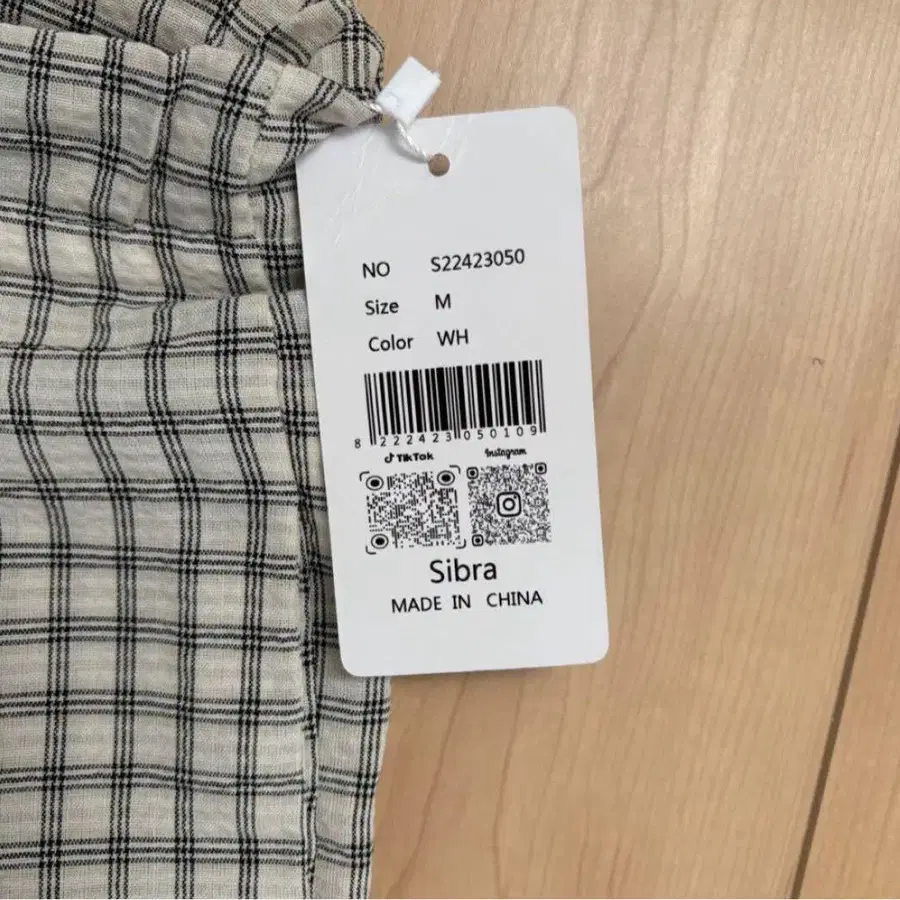 NO S22423050
Size M
Color WH
8 222423 050109
TikTok Instagram
Sibra
MADE IN CHINA